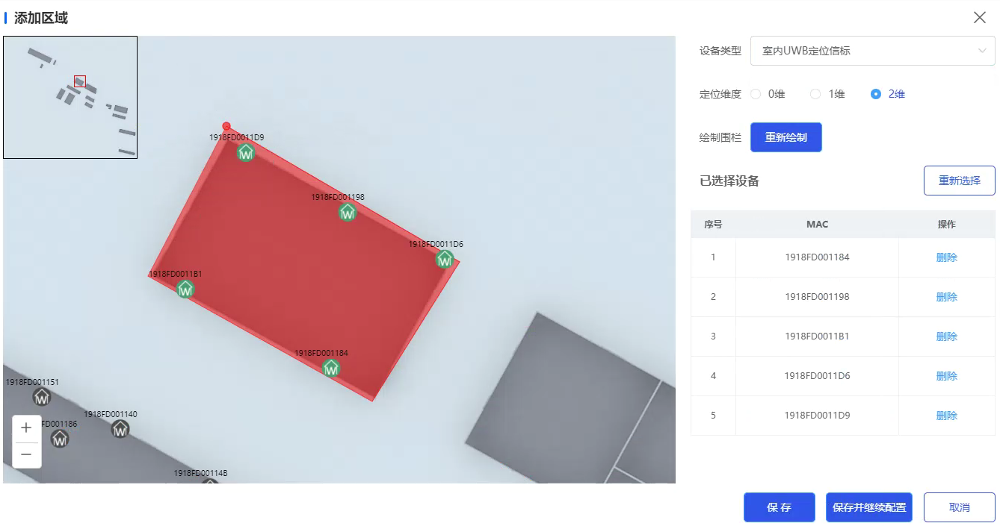 添加区域
1918FD0011D9
1918FD001198
1918FD0011D6
1918FD0011B1
1918FD001184
1918FD001151
1918FD001140
FD001186
1918FD00114B
+
−
设备类型 室内UWB定位信标
定位维度 0维 1维 2维
绘制围栏 重新绘制
已选择设备 重新选择
序号 MAC 操作
1 1918FD001184 删除
2 1918FD001198 删除
3 1918FD0011B1 删除
4 1918FD0011D6 删除
5 1918FD0011D9 删除
保 存 保存并继续配置 取消